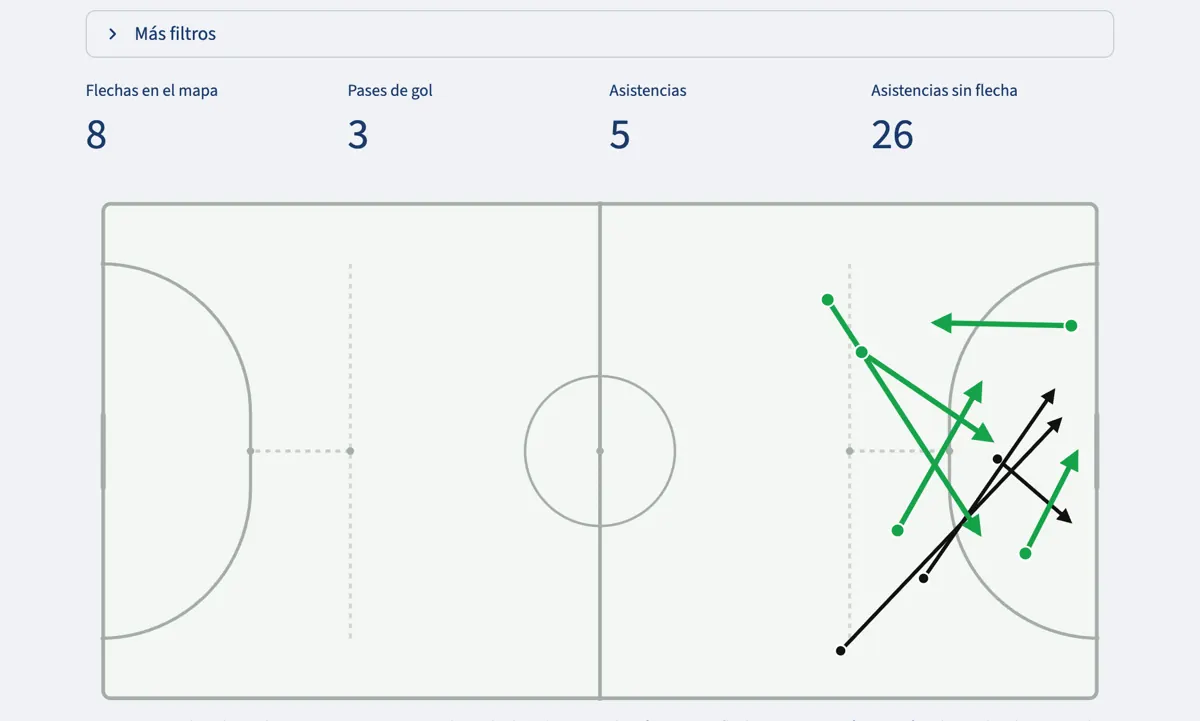 Más filtros
Flechas en el mapa
Pases de gol
Asistencias
Asistencias sin flecha
8
3
5
26